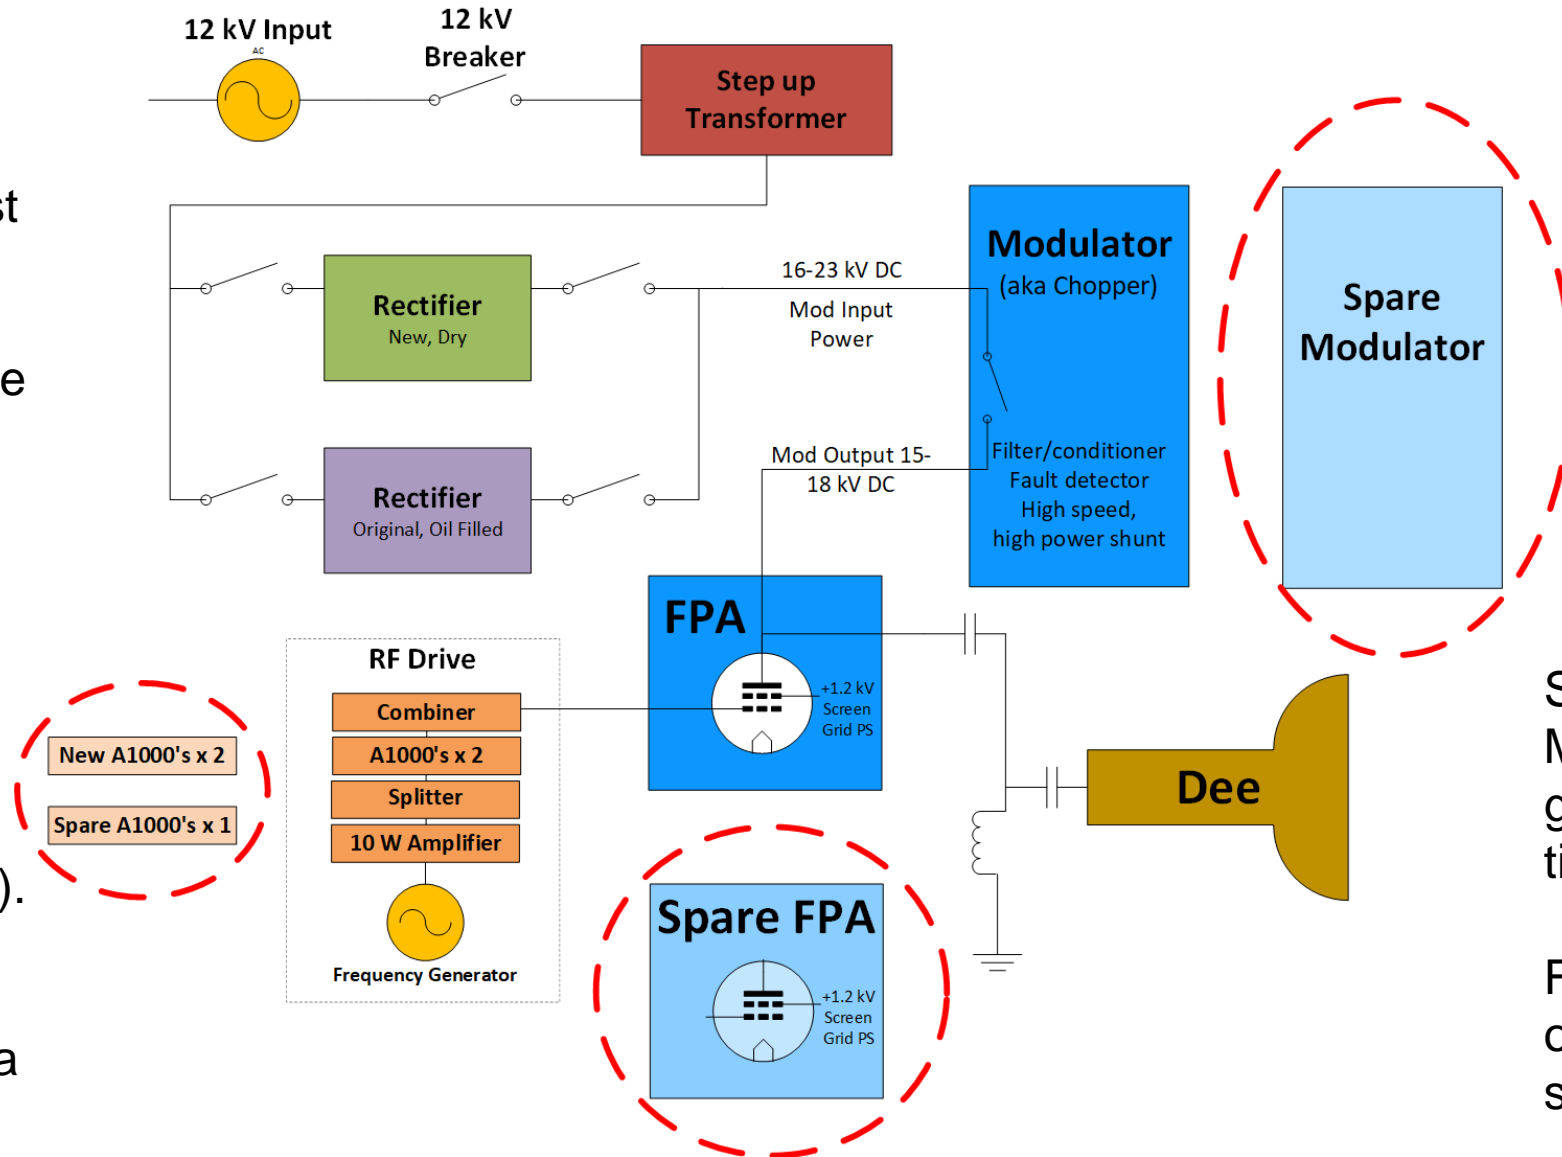 12 kV Input
AC
12 kV
Breaker
Step up
Transformer
st
Rectifier
New, Dry
16-23 kV DC
Mod Input
Power
Modulator
(aka Chopper)
Spare
Modulator
e
Rectifier
Original, Oil Filled
Mod Output 15-
18 kV DC
Filter/conditioner
Fault detector
High speed,
high power shunt
FPA
+1.2 kV
Screen
Grid PS
RF Drive
Combiner
A1000's x 2
Splitter
10 W Amplifier
Frequency Generator
New A1000's x 2
Spare A1000's x 1
).
Dee
Spare FPA
+1.2 kV
Screen
Grid PS
a
S
M
g
ti
F
o
s